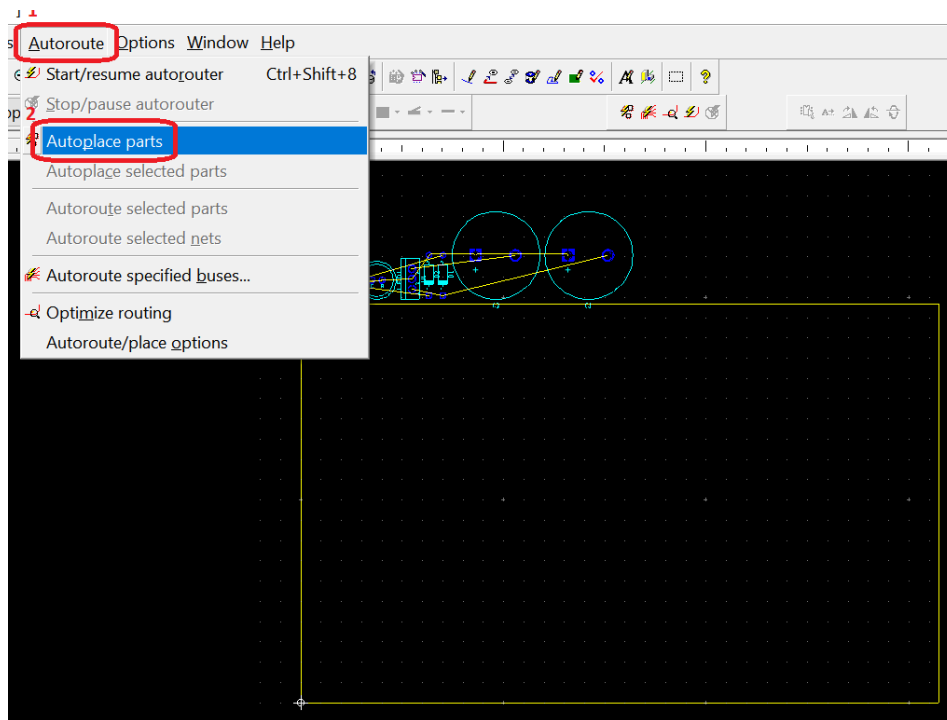 1
Autoroute Options Window Help
Start/resume autorouter Ctrl+Shift+8
Stop/pause autorouter
2
Autoplace parts
Autoplace selected parts
Autoroute selected parts
Autoroute selected nets
Autoroute specified buses...
Optimize routing
Autoroute/place options